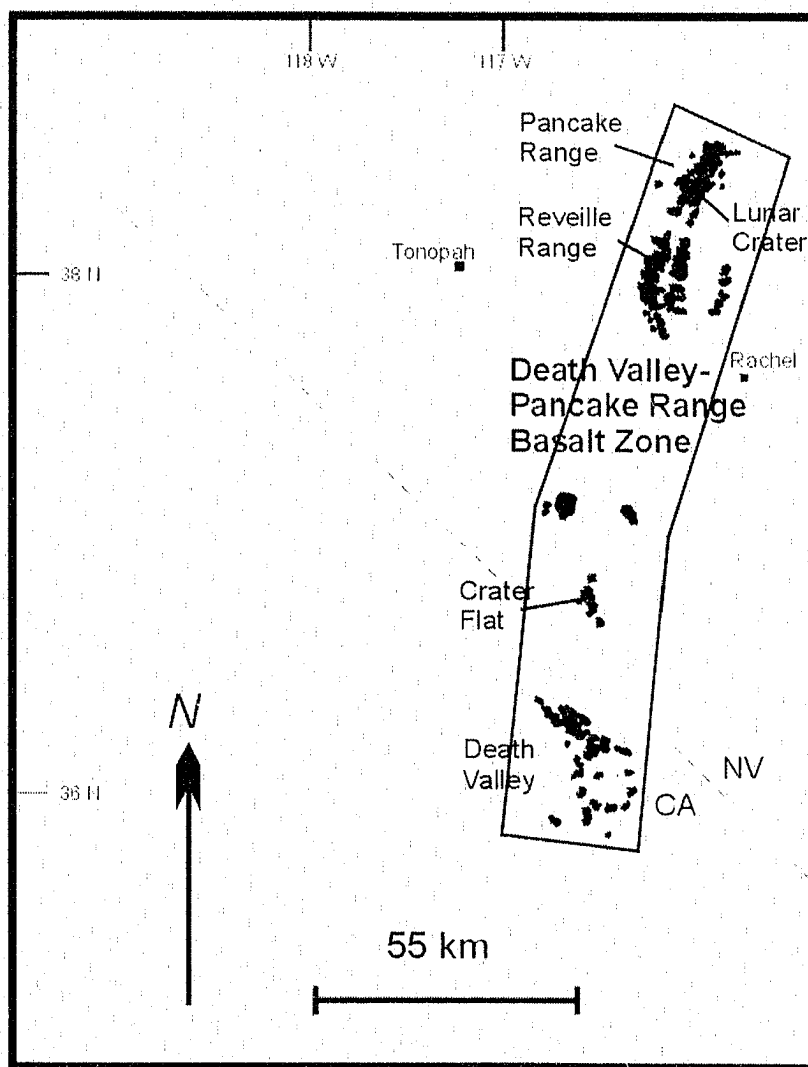 118 W
117 W
Pancake
Range
Lunar
Crater
Reveille
Range
Tonopah
38 N
Rachel
Death Valley-
Pancake Range
Basalt Zone
Crater
Flat
N
Death
Valley
NV
36 N
CA
55 km